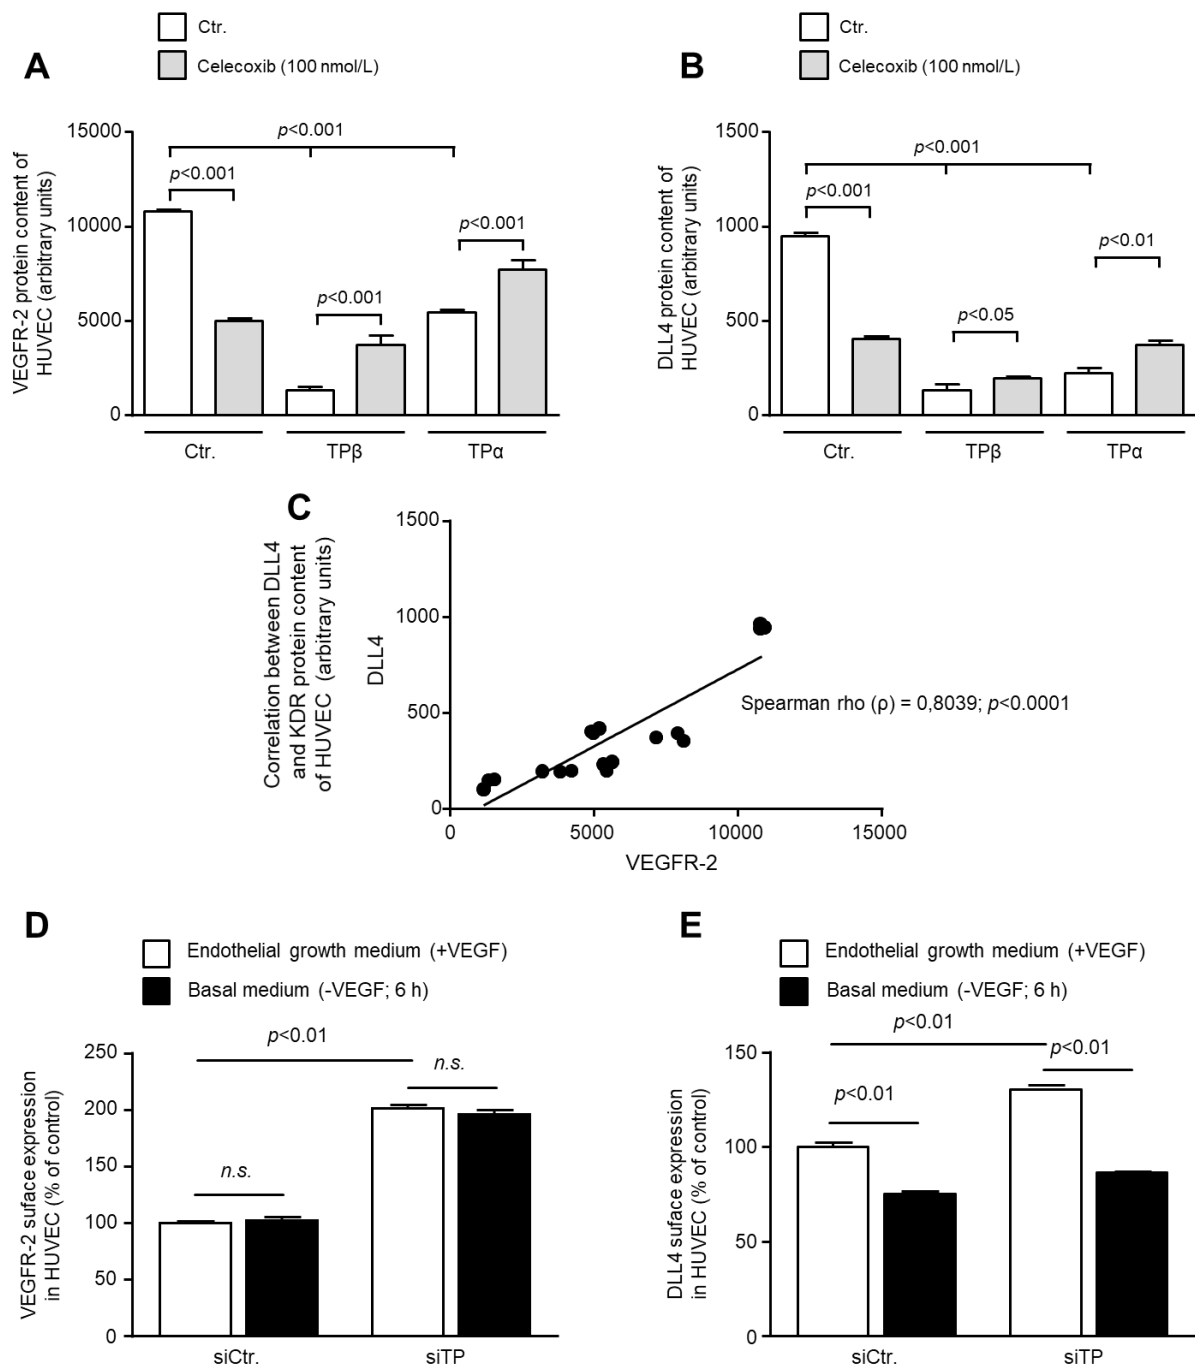 Ctr.
Celecoxib (100 nmol/L)
A
VEGFR-2 protein content of
HUVEC (arbitrary units)
15000
10000
5000
0
p<0.001
p<0.001
p<0.001
p<0.001
Ctr.
TPβ
TPα
Ctr.
Celecoxib (100 nmol/L)
B
DLL4 protein content of
HUVEC (arbitrary units)
1500
1000
500
0
p<0.001
p<0.001
p<0.05
p<0.01
Ctr.
TPβ
TPα
C
Correlation between DLL4
and KDR protein content
of HUVEC (arbitrary units)
DLL4
1500
1000
500
0
Spearman rho (ρ) = 0,8039; p<0.0001
0
5000
10000
15000
VEGFR-2
D
Endothelial growth medium (+VEGF)
Basal medium (-VEGF; 6 h)
VEGFR-2 suface expression
in HUVEC (% of control)
250
200
150
100
50
0
p<0.01
n.s.
n.s.
siCtr.
siTP
E
Endothelial growth medium (+VEGF)
Basal medium (-VEGF; 6 h)
DLL4 suface expression
in HUVEC (% of control)
150
100
50
0
p<0.01
p<0.01
p<0.01
siCtr.
siTP